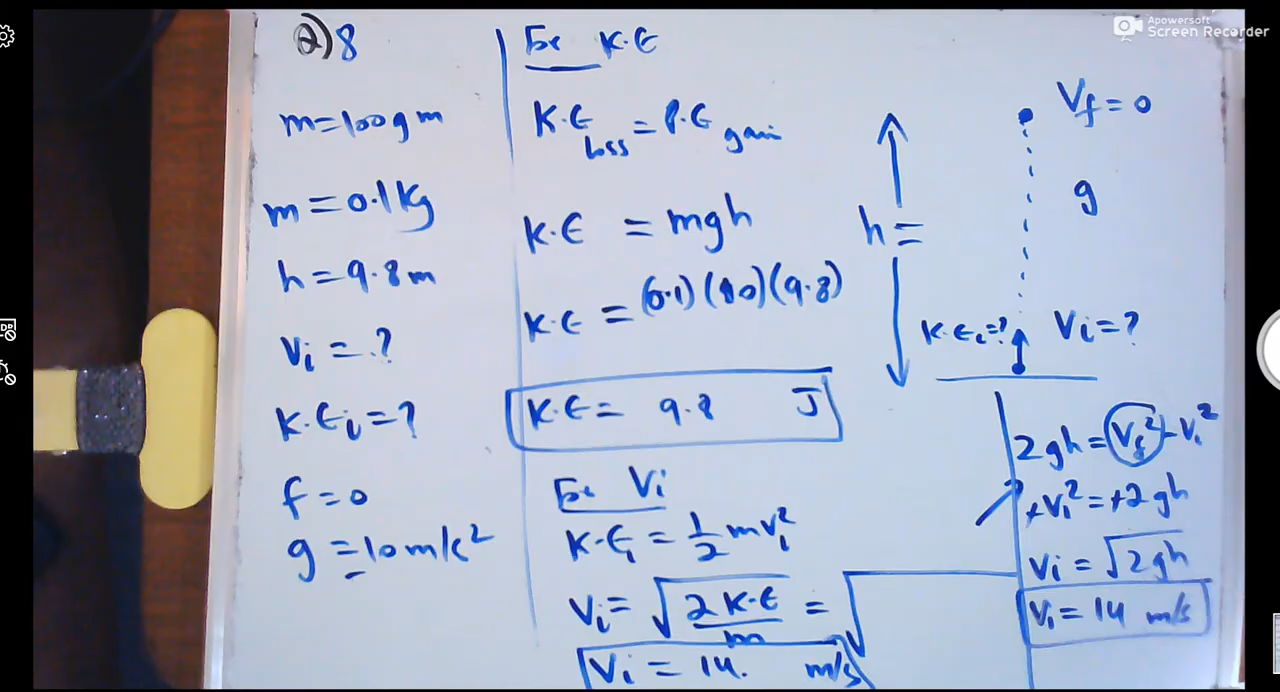 2) 8
m=100gm
m=0.1kg
h=9.8m
Vi=?
K.Ei=?
f=0
g=10m/s²
For K.E
K.E loss = P.E gain
K.E = mgh
K.E = (0.1)(10)(9.8)
K.E = 9.8 J
For Vi
K.Ei = 1/2 mvi²
Vi = √2 K.E/m = √
Vi = 14. m/s
Apowersoft
Screen Recorder
Vf=0
g
h=
K.Ei=? Vi=?
2gh = Vf² - Vi²
+Vi² = +2gh
Vi = √2gh
Vi = 14 m/s